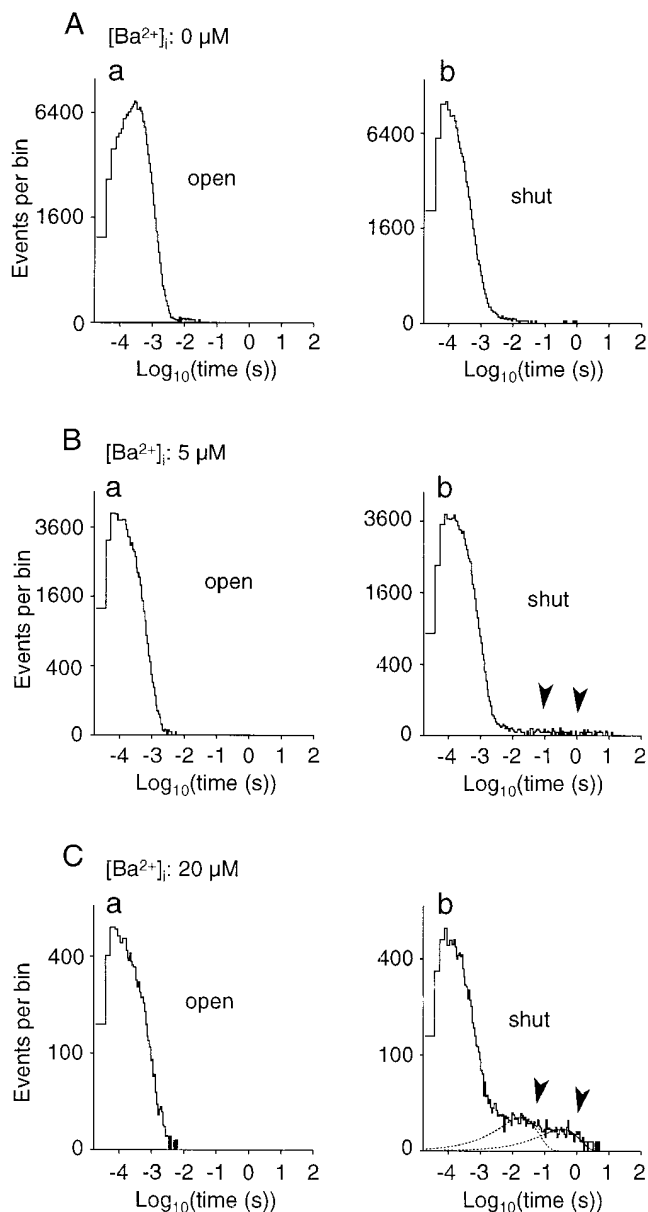 A
[Ba²⁺]ᵢ: 0 µM
a
b
Events per bin
6400
1600
0
open
-4 -3 -2 -1 0 1 2
Log₁₀(time (s))
6400
1600
0
shut
-4 -3 -2 -1 0 1 2
Log₁₀(time (s))
B
[Ba²⁺]ᵢ: 5 µM
a
b
Events per bin
3600
1600
400
0
open
-4 -3 -2 -1 0 1 2
Log₁₀(time (s))
3600
1600
400
0
shut
-4 -3 -2 -1 0 1 2
Log₁₀(time (s))
C
[Ba²⁺]ᵢ: 20 µM
a
b
Events per bin
400
100
0
open
-4 -3 -2 -1 0 1 2
Log₁₀(time (s))
400
100
0
shut
-4 -3 -2 -1 0 1 2
Log₁₀(time (s))